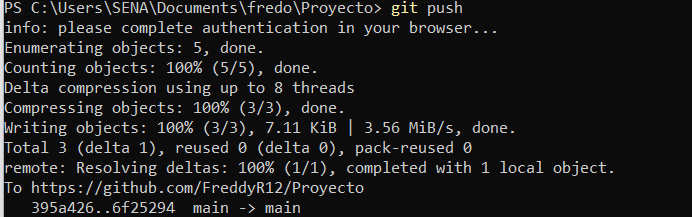 PS C:\Users\SENA\Documents\fredo\Proyecto> git push
info: please complete authentication in your browser...
Enumerating objects: 5, done.
Counting objects: 100% (5/5), done.
Delta compression using up to 8 threads
Compressing objects: 100% (3/3), done.
Writing objects: 100% (3/3), 7.11 KiB | 3.56 MiB/s, done.
Total 3 (delta 1), reused 0 (delta 0), pack-reused 0
remote: Resolving deltas: 100% (1/1), completed with 1 local object.
To https://github.com/FreddyR12/Proyecto
   395a426..6f25294  main -> main